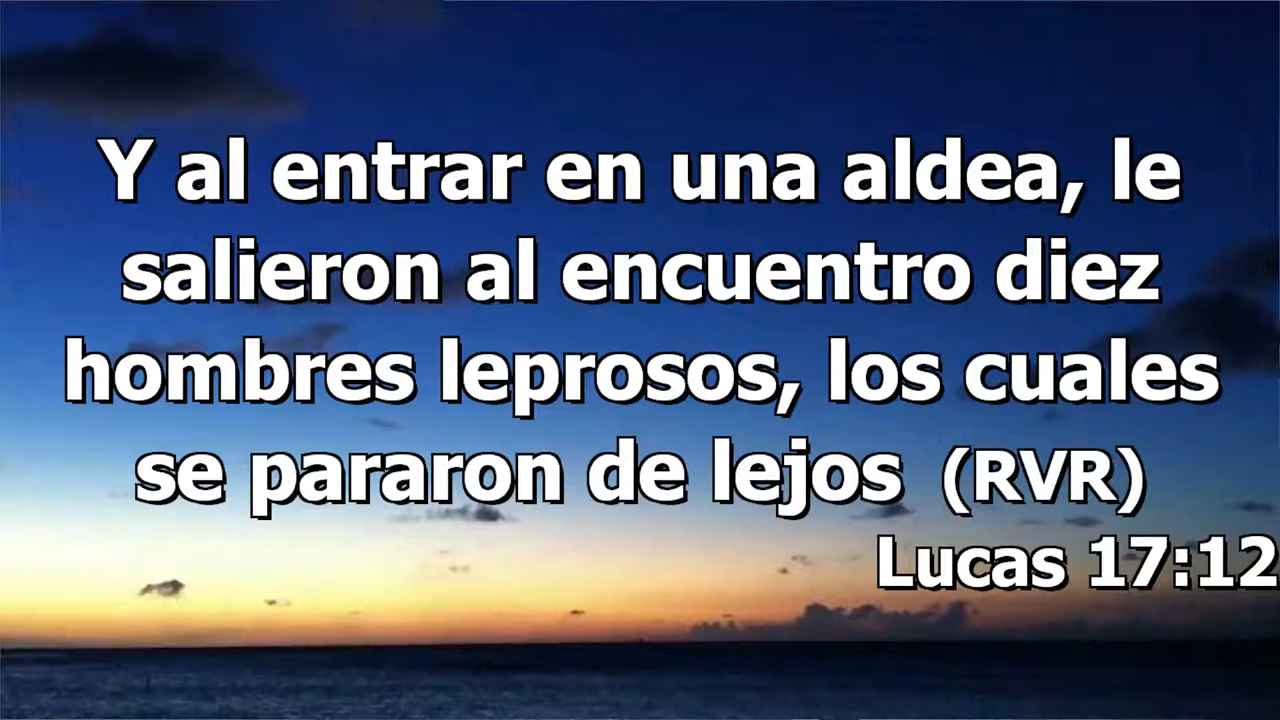 Y al entrar en una aldea, le
salieron al encuentro diez
hombres leprosos, los cuales
se pararon de lejos (RVR)
Lucas 17:12